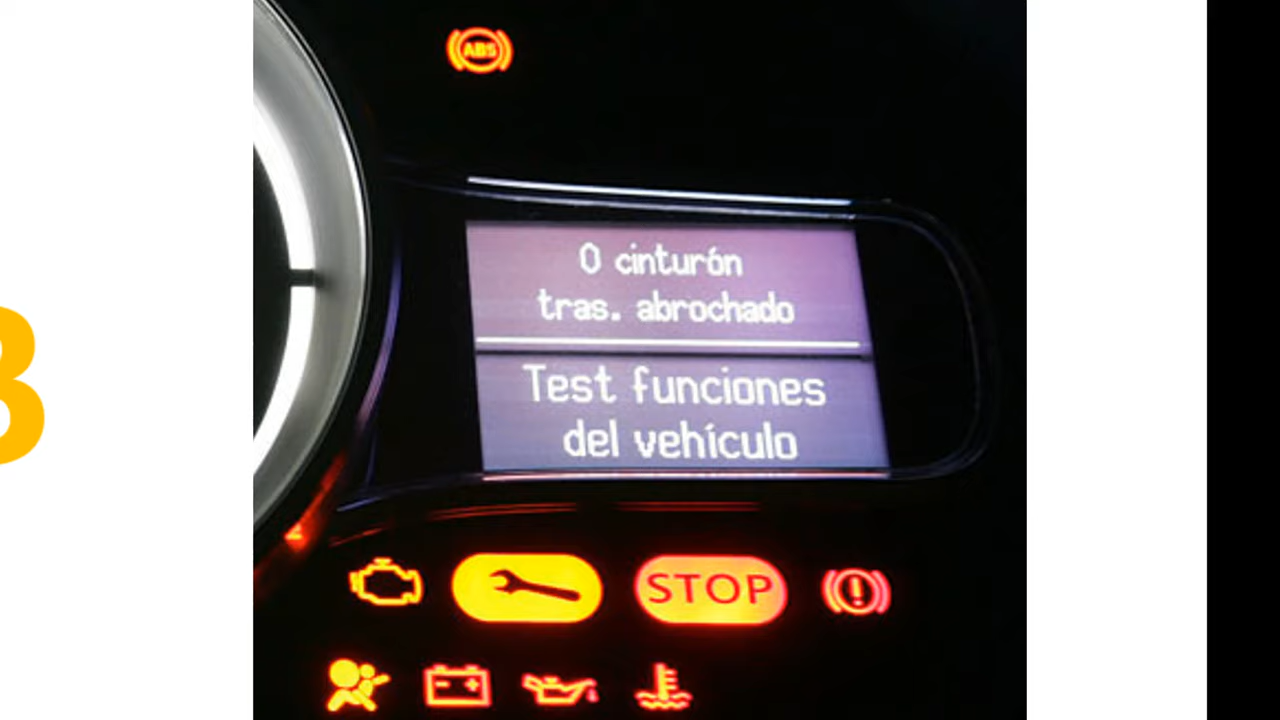 ABS
0 cinturón
tras. abrochado
Test funciones
del vehículo
STOP